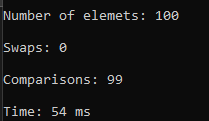 Number of elemets: 100
Swaps: 0
Comparisons: 99
Time: 54 ms